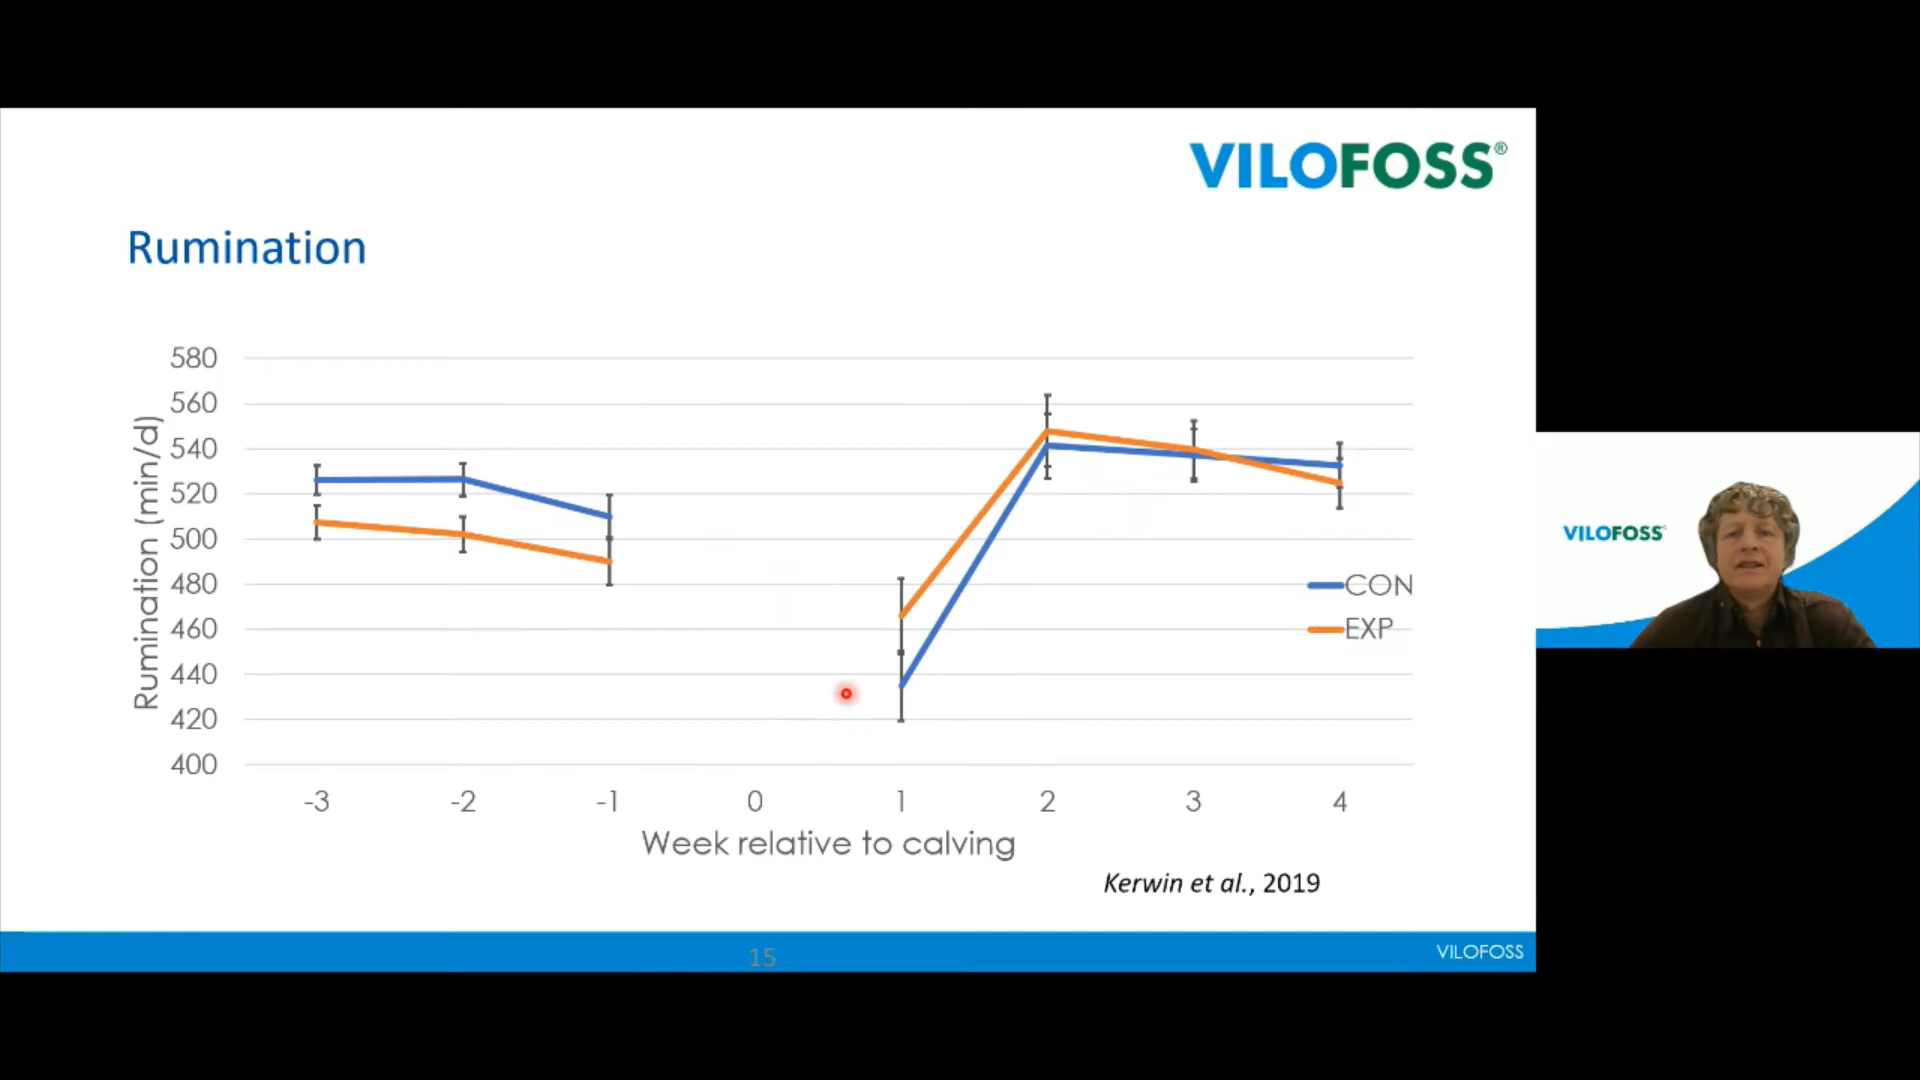 VILOFOSS®
Rumination
580
560
540
520
500
480
460
440
420
400
Rumination (min/d)
CON
EXP
-3 -2 -1 0 1 2 3 4
Week relative to calving
Kerwin et al., 2019
15
VILOFOSS
VILOFOSS